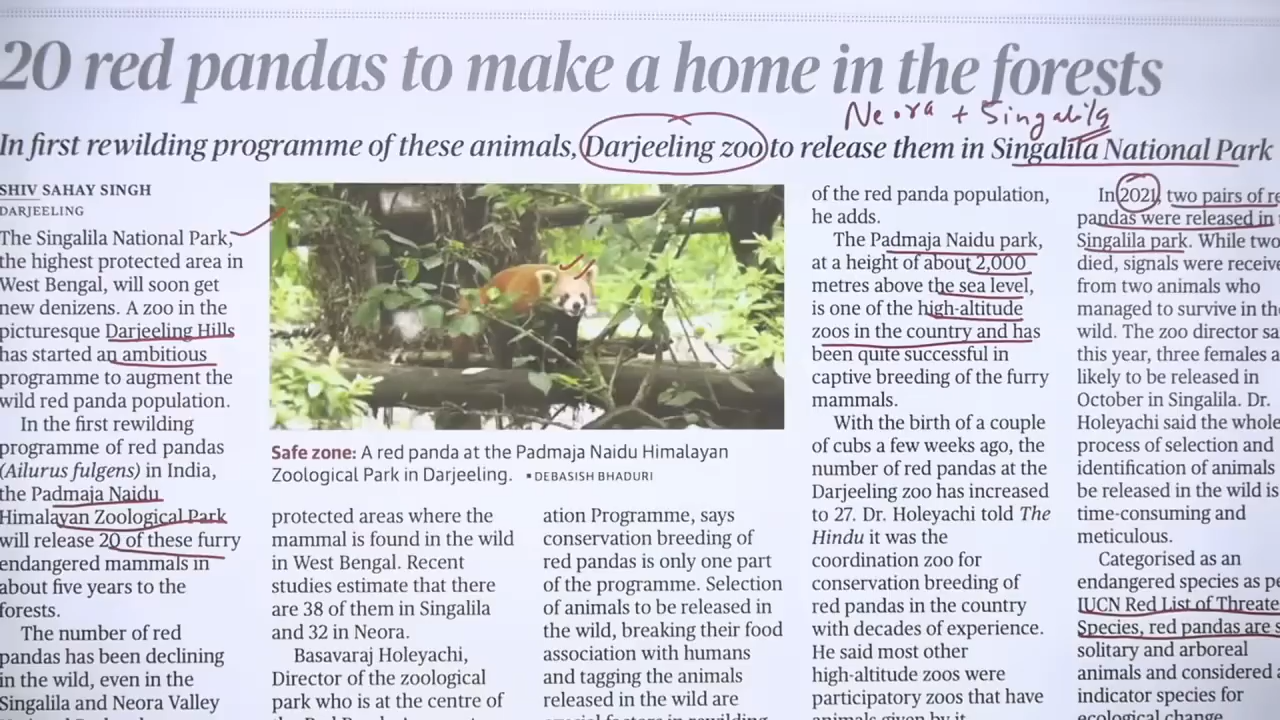 20 red pandas to make a home in the forests
Neora + Singalila
In first rewilding programme of these animals, Darjeeling zoo to release them in Singalila National Park
SHIV SAHAY SINGH
DARJEELING
The Singalila National Park,
the highest protected area in
West Bengal, will soon get
new denizens. A zoo in the
picturesque Darjeeling Hills
has started an ambitious
programme to augment the
wild red panda population.
In the first rewilding
programme of red pandas
(Ailurus fulgens) in India,
the Padmaja Naidu
Himalayan Zoological Park
will release 20 of these furry
endangered mammals in
about five years to the
forests.
The number of red
pandas has been declining
in the wild, even in the
Singalila and Neora Valley
Safe zone: A red panda at the Padmaja Naidu Himalayan
Zoological Park in Darjeeling. ▪ DEBASISH BHADURI
protected areas where the
mammal is found in the wild
in West Bengal. Recent
studies estimate that there
are 38 of them in Singalila
and 32 in Neora.
Basavaraj Holeyachi,
Director of the zoological
park who is at the centre of
ation Programme, says
conservation breeding of
red pandas is only one part
of the programme. Selection
of animals to be released in
the wild, breaking their food
association with humans
and tagging the animals
released in the wild are
of the red panda population,
he adds.
The Padmaja Naidu park,
at a height of about 2,000
metres above the sea level,
is one of the high-altitude
zoos in the country and has
been quite successful in
captive breeding of the furry
mammals.
With the birth of a couple
of cubs a few weeks ago, the
number of red pandas at the
Darjeeling zoo has increased
to 27. Dr. Holeyachi told The
Hindu it was the
coordination zoo for
conservation breeding of
red pandas in the country
with decades of experience.
He said most other
high-altitude zoos were
participatory zoos that have
animals given by it.
In 2021, two pairs of re
pandas were released in
Singalila park. While two
died, signals were receive
from two animals who
managed to survive in the
wild. The zoo director sa
this year, three females a
likely to be released in
October in Singalila. Dr.
Holeyachi said the whole
process of selection and
identification of animals
be released in the wild is
time-consuming and
meticulous.
Categorised as an
endangered species as pe
IUCN Red List of Threate
Species, red pandas are s
solitary and arboreal
animals and considered a
indicator species for
ecological change.